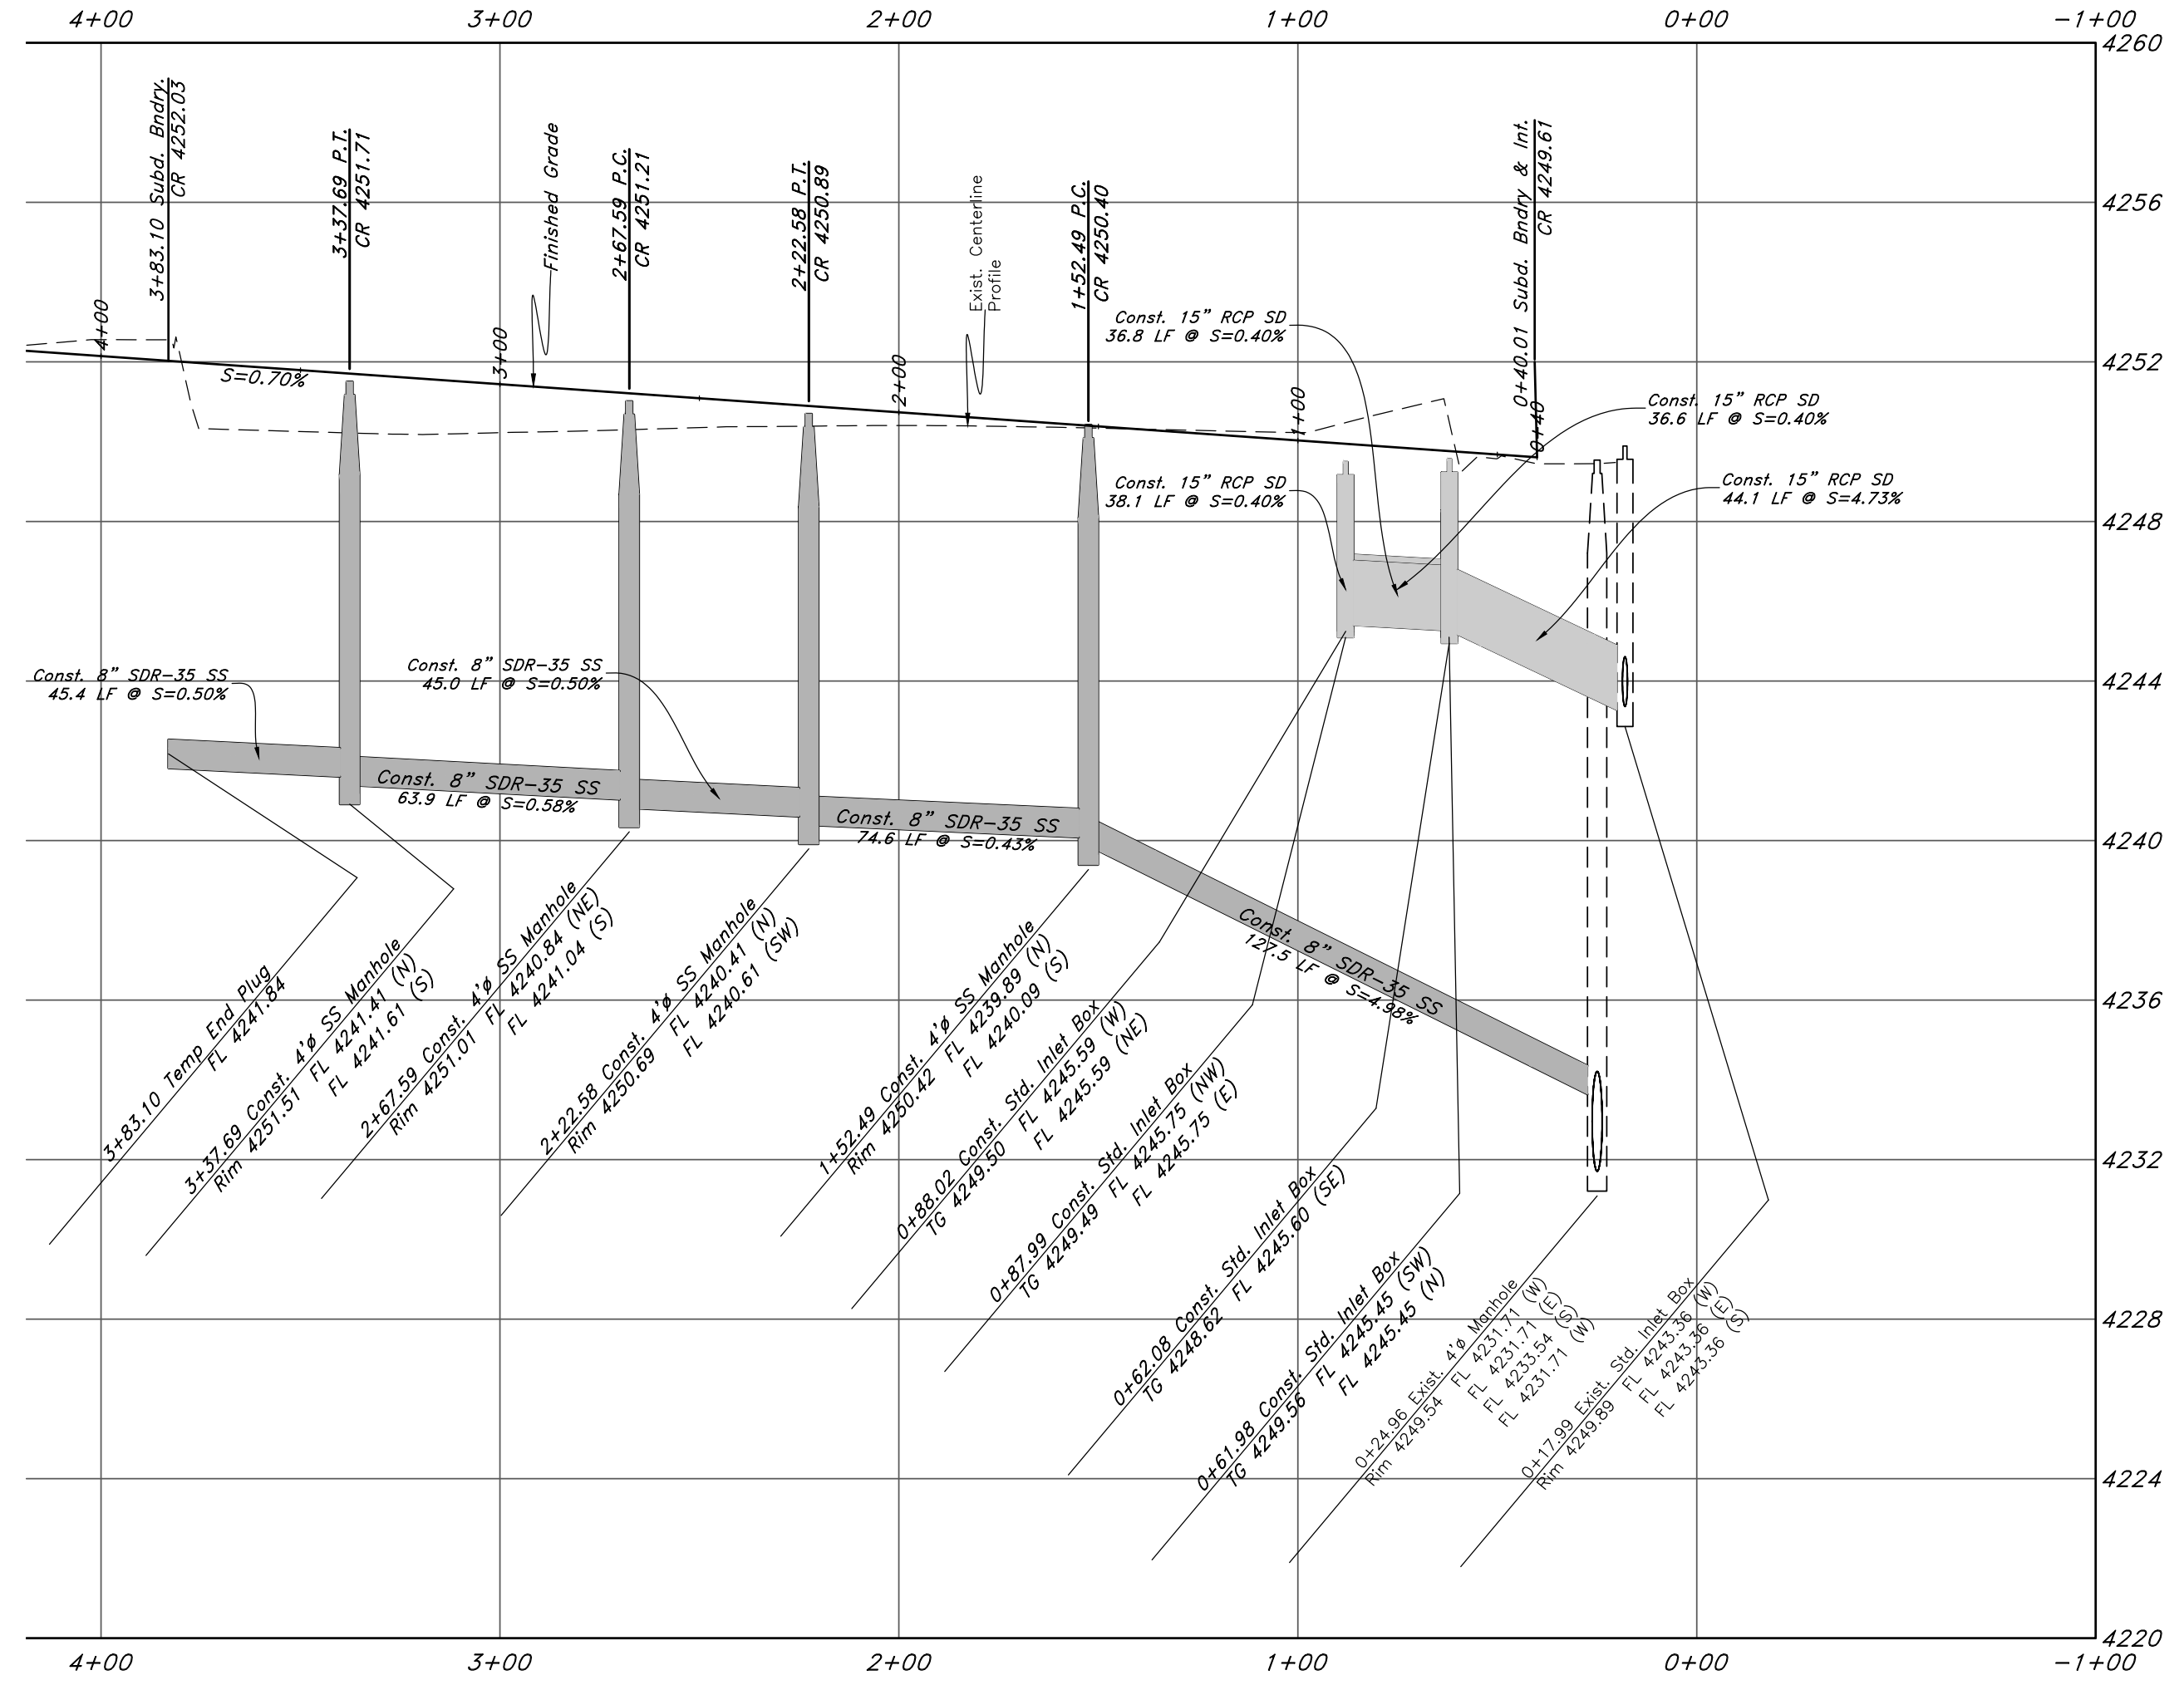 4+00
3+00
2+00
1+00
0+00
-1+00
4260
4256
4252
4248
4244
4240
4236
4232
4228
4224
4220
3+83.10 Subd. Bndry.
CR 4252.03
3+37.69 P.T.
CR 4251.71
Finished Grade
2+67.59 P.C.
CR 4251.21
2+22.58 P.T.
CR 4250.89
Exist. Centerline
Profile
1+52.49 P.C.
CR 4250.40
0+40.01 Subd. Bndry & Int.
CR 4249.61
4+00
S=0.70%
3+00
2+00
1+00
0+40
Const. 15" RCP SD
36.8 LF @ S=0.40%
Const. 15" RCP SD
36.6 LF @ S=0.40%
Const. 15" RCP SD
38.1 LF @ S=0.40%
Const. 15" RCP SD
44.1 LF @ S=4.73%
Const. 8" SDR-35 SS
45.4 LF @ S=0.50%
Const. 8" SDR-35 SS
45.0 LF @ S=0.50%
Const. 8" SDR-35 SS
63.9 LF @ S=0.58%
Const. 8" SDR-35 SS
74.6 LF @ S=0.43%
Const. 8" SDR-35 SS
127.5 LF @ S=4.98%
3+83.10 Temp End Plug
FL 4241.84
3+37.69 Const. 4'ø SS Manhole
Rim 4251.51 FL 4241.41 (N)
FL 4241.61 (S)
2+67.59 Const. 4'ø SS Manhole
Rim 4251.01 FL 4240.84 (NE)
FL 4241.04 (S)
2+22.58 Const. 4'ø SS Manhole
Rim 4250.69 FL 4240.41 (N)
FL 4240.61 (SW)
1+52.49 Const. 4'ø SS Manhole
Rim 4250.42 FL 4239.89 (N)
FL 4240.09 (S)
0+88.02 Const. Std. Inlet Box
TG 4249.50 FL 4245.59 (W)
FL 4245.59 (NE)
0+87.99 Const. Std. Inlet Box
TG 4249.49 FL 4245.75 (NW)
FL 4245.75 (E)
0+62.08 Const. Std. Inlet Box
TG 4248.62 FL 4245.60 (SE)
0+61.98 Const. Std. Inlet Box
TG 4249.56 FL 4245.45 (SW)
FL 4245.45 (N)
0+24.96 Exist. 4'ø Manhole
Rim 4249.54 FL 4231.71 (W)
FL 4231.71 (E)
FL 4233.54 (S)
FL 4231.71 (W)
0+17.99 Exist. Std. Inlet Box
Rim 4249.89 FL 4243.36 (W)
FL 4243.36 (E)
FL 4243.36 (S)
4+00
3+00
2+00
1+00
0+00
-1+00